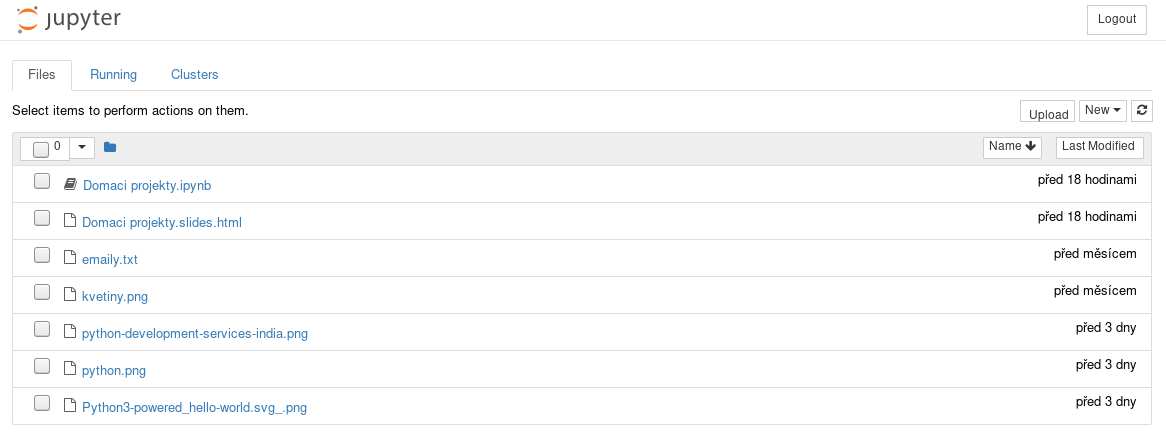 jupyter
Logout
Files Running Clusters
Select items to perform actions on them.
Upload New
0 Name Last Modified
Domaci projekty.ipynb před 18 hodinami
Domaci projekty.slides.html před 18 hodinami
emaily.txt před měsícem
kvetiny.png před měsícem
python-development-services-india.png před 3 dny
python.png před 3 dny
Python3-powered_hello-world.svg_.png před 3 dny